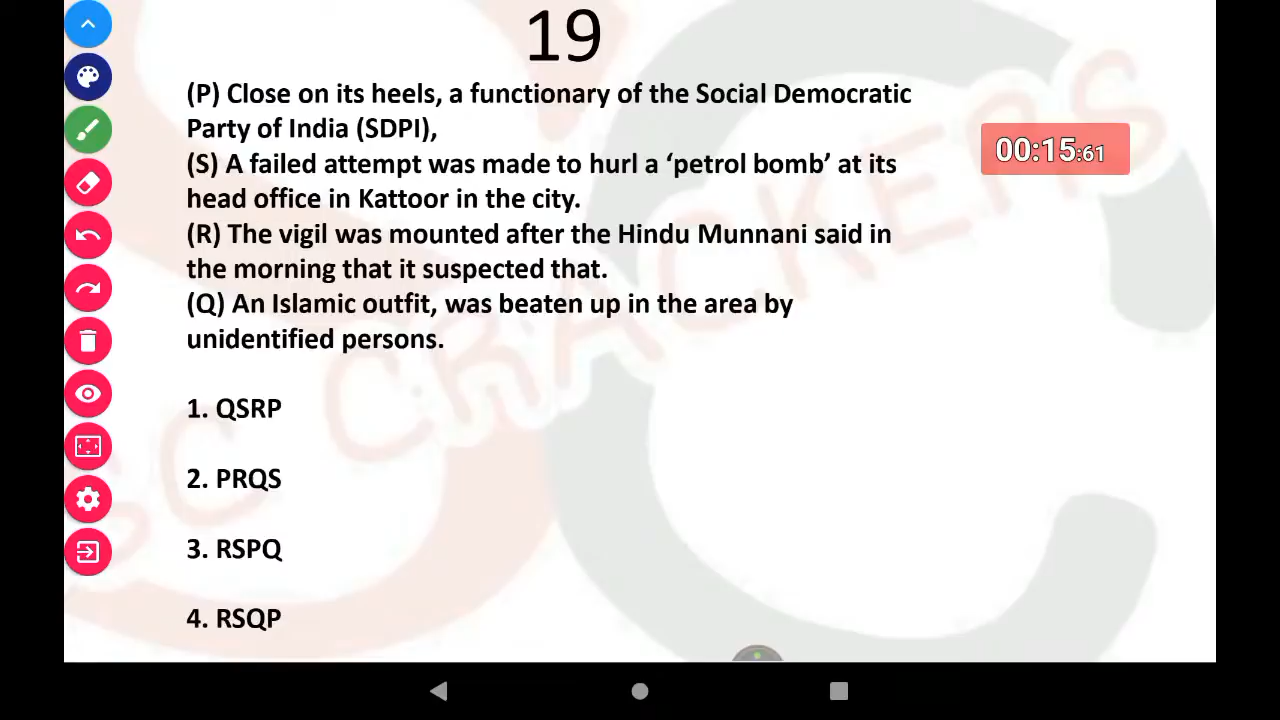 19
(P) Close on its heels, a functionary of the Social Democratic
Party of India (SDPI),
(S) A failed attempt was made to hurl a ‘petrol bomb’ at its
head office in Kattoor in the city.
(R) The vigil was mounted after the Hindu Munnani said in
the morning that it suspected that.
(Q) An Islamic outfit, was beaten up in the area by
unidentified persons.
1. QSRP
2. PRQS
3. RSPQ
4. RSQP
00:15:61
SC CRACKERS